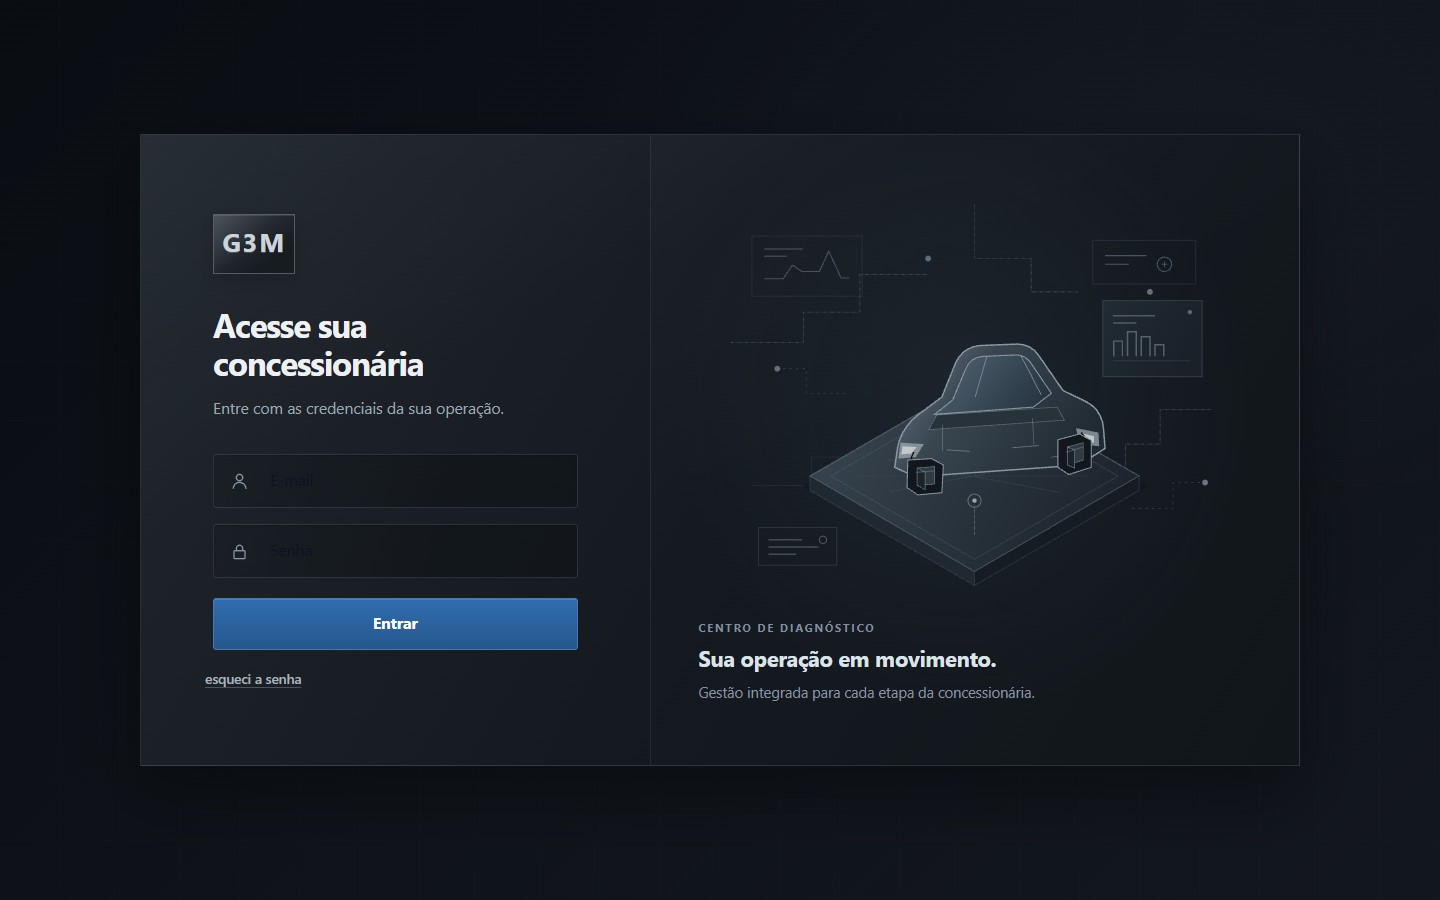 G3M
Acesse sua
concessionária
Entre com as credenciais da sua operação.
E-mail
Senha
Entrar
esqueci a senha
CENTRO DE DIAGNÓSTICO
Sua operação em movimento.
Gestão integrada para cada etapa da concessionária.